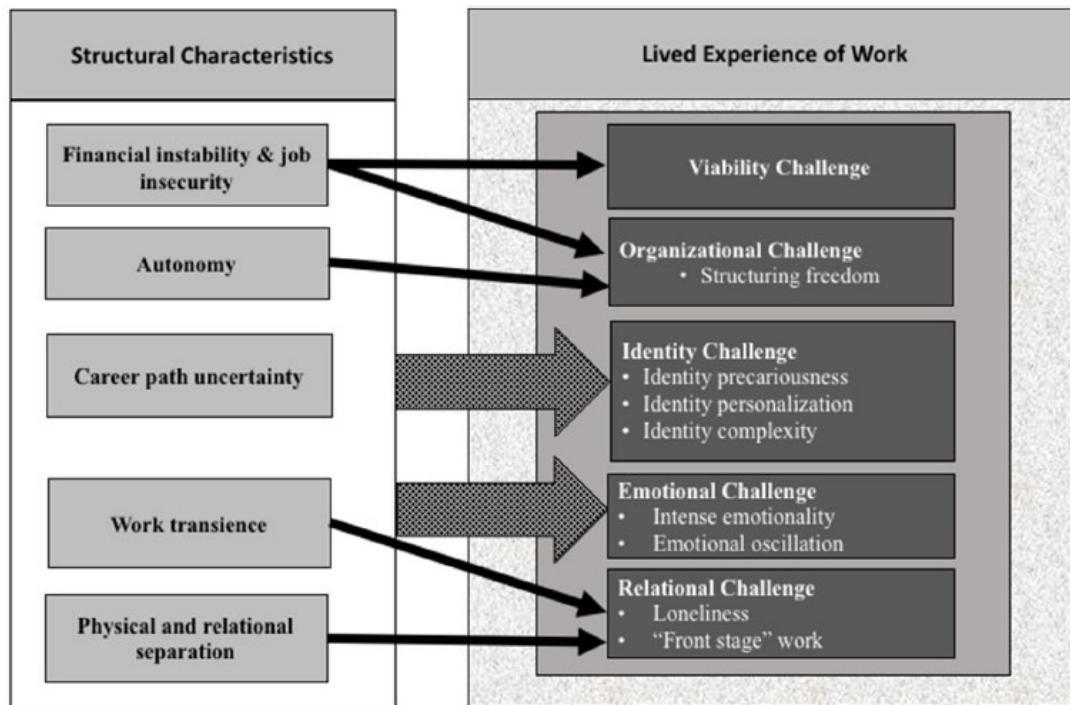 Structural Characteristics
Financial instability & job
insecurity
Autonomy
Career path uncertainty
Work transience
Physical and relational
separation
Lived Experience of Work
Viability Challenge
Organizational Challenge
• Structuring freedom
Identity Challenge
• Identity precariousness
• Identity personalization
• Identity complexity
Emotional Challenge
• Intense emotionality
• Emotional oscillation
Relational Challenge
• Loneliness
• “Front stage” work